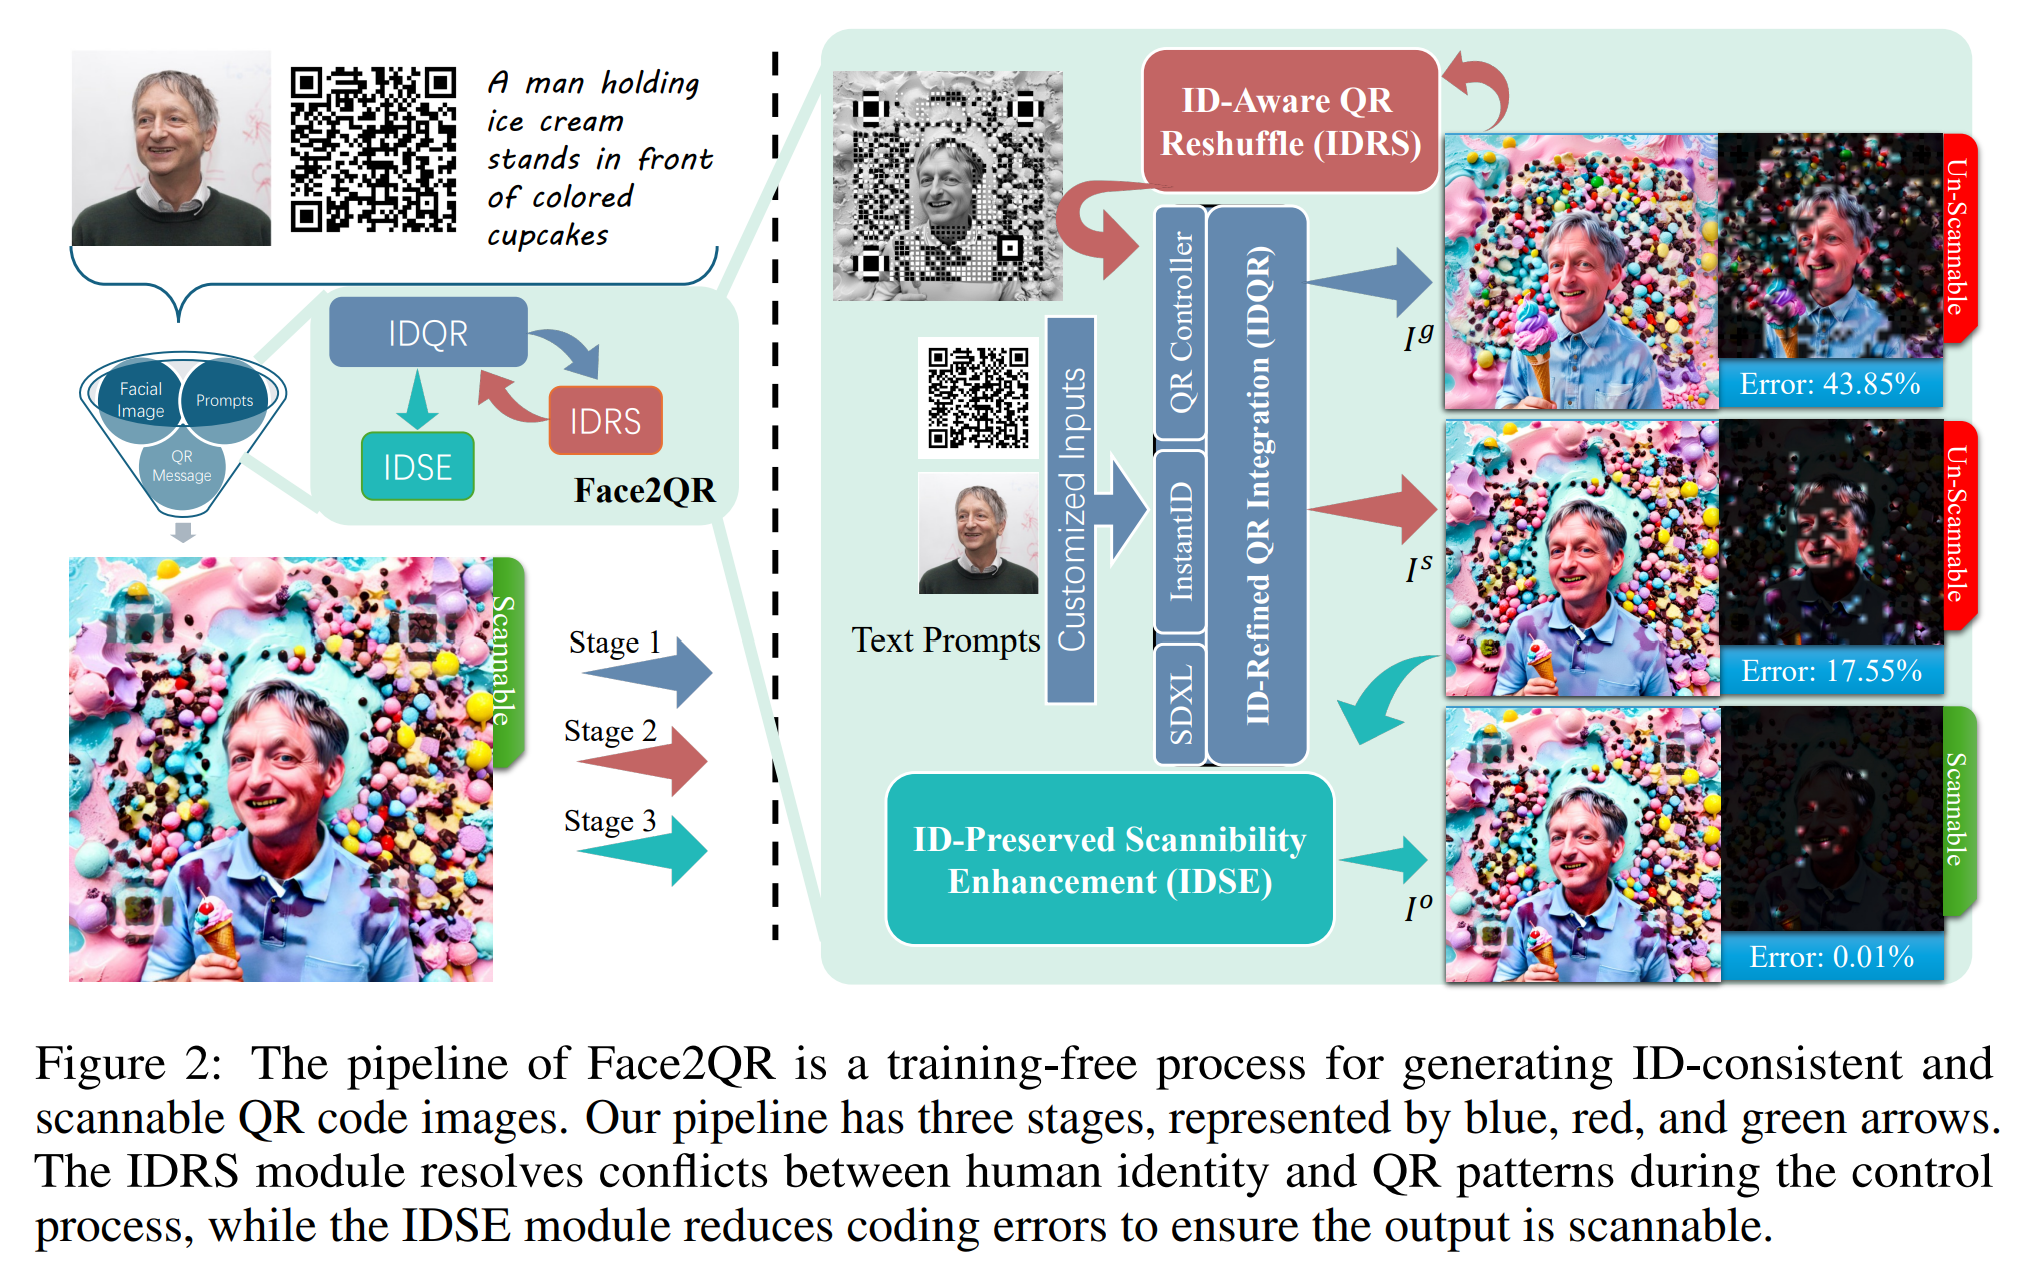 A man holding
ice cream
stands in front
of colored
cupcakes
Facial
Image
Prompts
QR
Message
IDQR
IDRS
IDSE
Face2QR
Scannable
Stage 1
Stage 2
Stage 3
ID-Aware QR
Reshuffle (IDRS)
Customized Inputs
Text Prompts
QR Controller
InstantID
SDXL
ID-Refined QR Integration (IDQR)
I^g
I^s
I^o
Un-Scannable
Error: 43.85%
Un-Scannable
Error: 17.55%
Scannable
Error: 0.01%
ID-Preserved Scannibility
Enhancement (IDSE)
Figure 2: The pipeline of Face2QR is a training-free process for generating ID-consistent and
scannable QR code images. Our pipeline has three stages, represented by blue, red, and green arrows.
The IDRS module resolves conflicts between human identity and QR patterns during the control
process, while the IDSE module reduces coding errors to ensure the output is scannable.